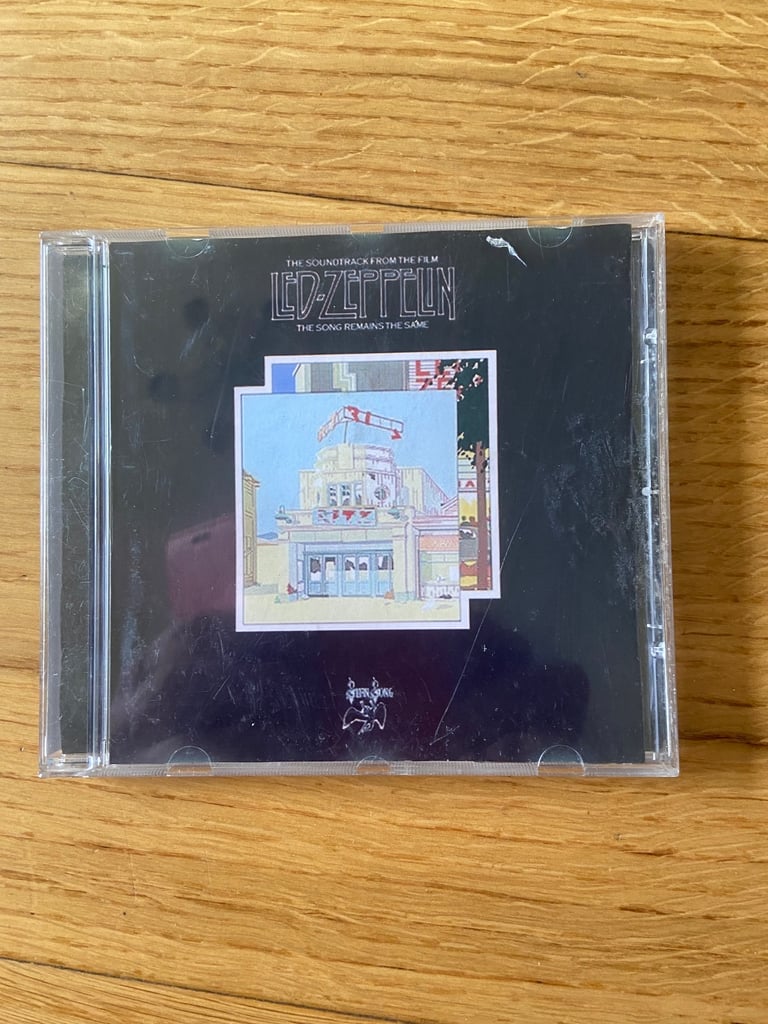 THE SOUNDTRACK FROM THE FILM
LED-ZEPPELIN
THE SONG REMAINS THE SAME
RITZ
SWAN SONG